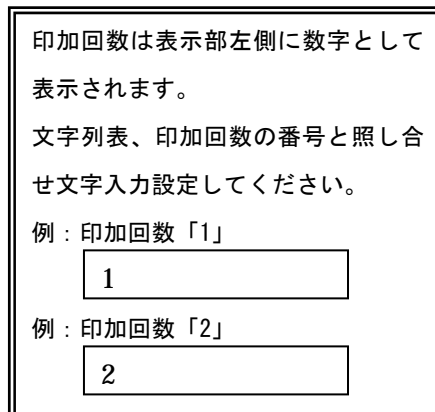 印加回数は表示部左側に数字として
表示されます。
文字列表、印加回数の番号と照し合
せ文字入力設定してください。
例：印加回数「1」
1
例：印加回数「2」
2